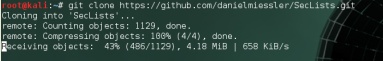 root@kali:~# git clone https://github.com/danielmiessler/SecLists.git
Cloning into 'SecLists'...
remote: Counting objects: 1129, done.
remote: Compressing objects: 100% (4/4), done.
Receiving objects:  43% (486/1129), 4.18 MiB | 658 KiB/s